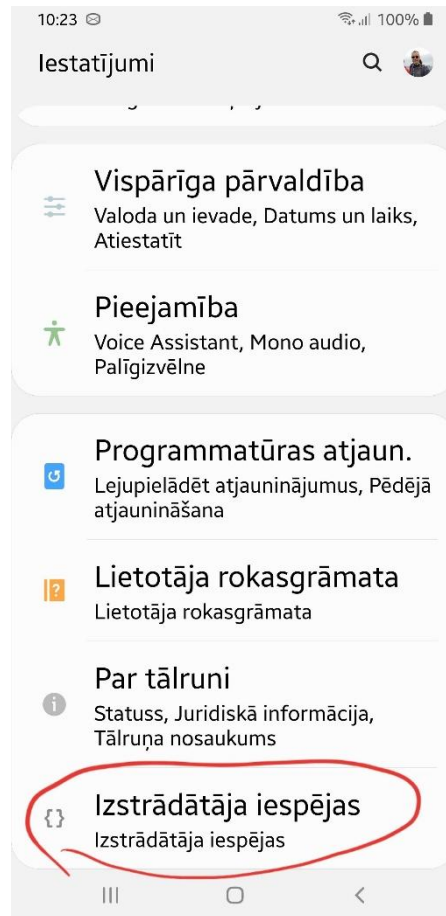 10:23 100%
Iestatījumi
Vispārīga pārvaldība
Valoda un ievade, Datums un laiks,
Atiestatīt
Pieejamība
Voice Assistant, Mono audio,
Palīgizvēlne
Programmatūras atjaun.
Lejupielādēt atjauninājumus, Pēdējā
atjaunināšana
Lietotāja rokasgrāmata
Lietotāja rokasgrāmata
Par tālruni
Statuss, Juridiskā informācija,
Tālruņa nosaukums
Izstrādātāja iespējas
Izstrādātāja iespējas